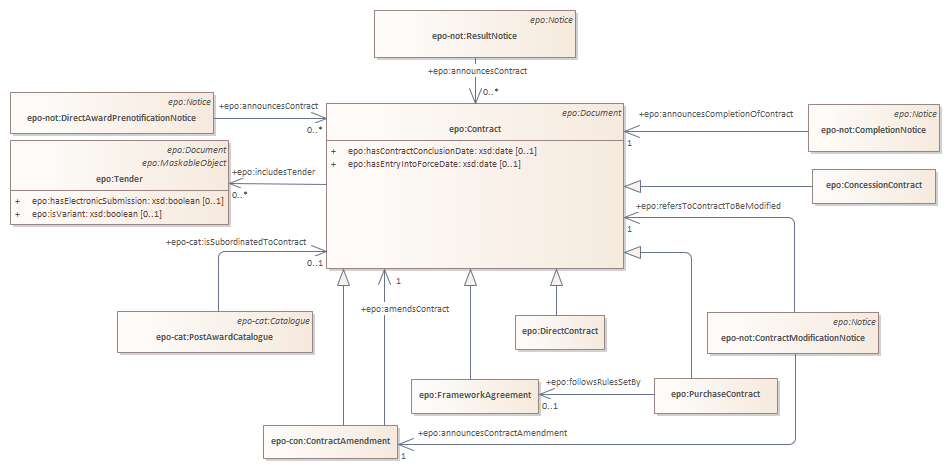 epo:Notice
epo-not:ResultNotice
+epo:announcesContract
0..*
epo:Notice
epo-not:DirectAwardPrenotificationNotice
+epo:announcesContract
0..*
epo:Document
epo:Contract
+ epo:hasContractConclusionDate: xsd:date [0..1]
+ epo:hasEntryIntoForceDate: xsd:date [0..1]
+epo:announcesCompletionOfContract
1
epo:Notice
epo-not:CompletionNotice
epo:Document
epo:MaskableObject
epo:Tender
+ epo:hasElectronicSubmission: xsd:boolean [0..1]
+ epo:isVariant: xsd:boolean [0..1]
+epo:includesTender
0..*
epo:ConcessionContract
+epo:refersToContractToBeModified
1
+epo-cat:isSubordinatedToContract
0..1
1
+epo:amendsContract
epo-cat:Catalogue
epo-cat:PostAwardCatalogue
epo:DirectContract
epo:Notice
epo-not:ContractModificationNotice
epo:FrameworkAgreement
+epo:followsRulesSetBy
0..1
epo:PurchaseContract
epo-con:ContractAmendment
+epo:announcesContractAmendment
1